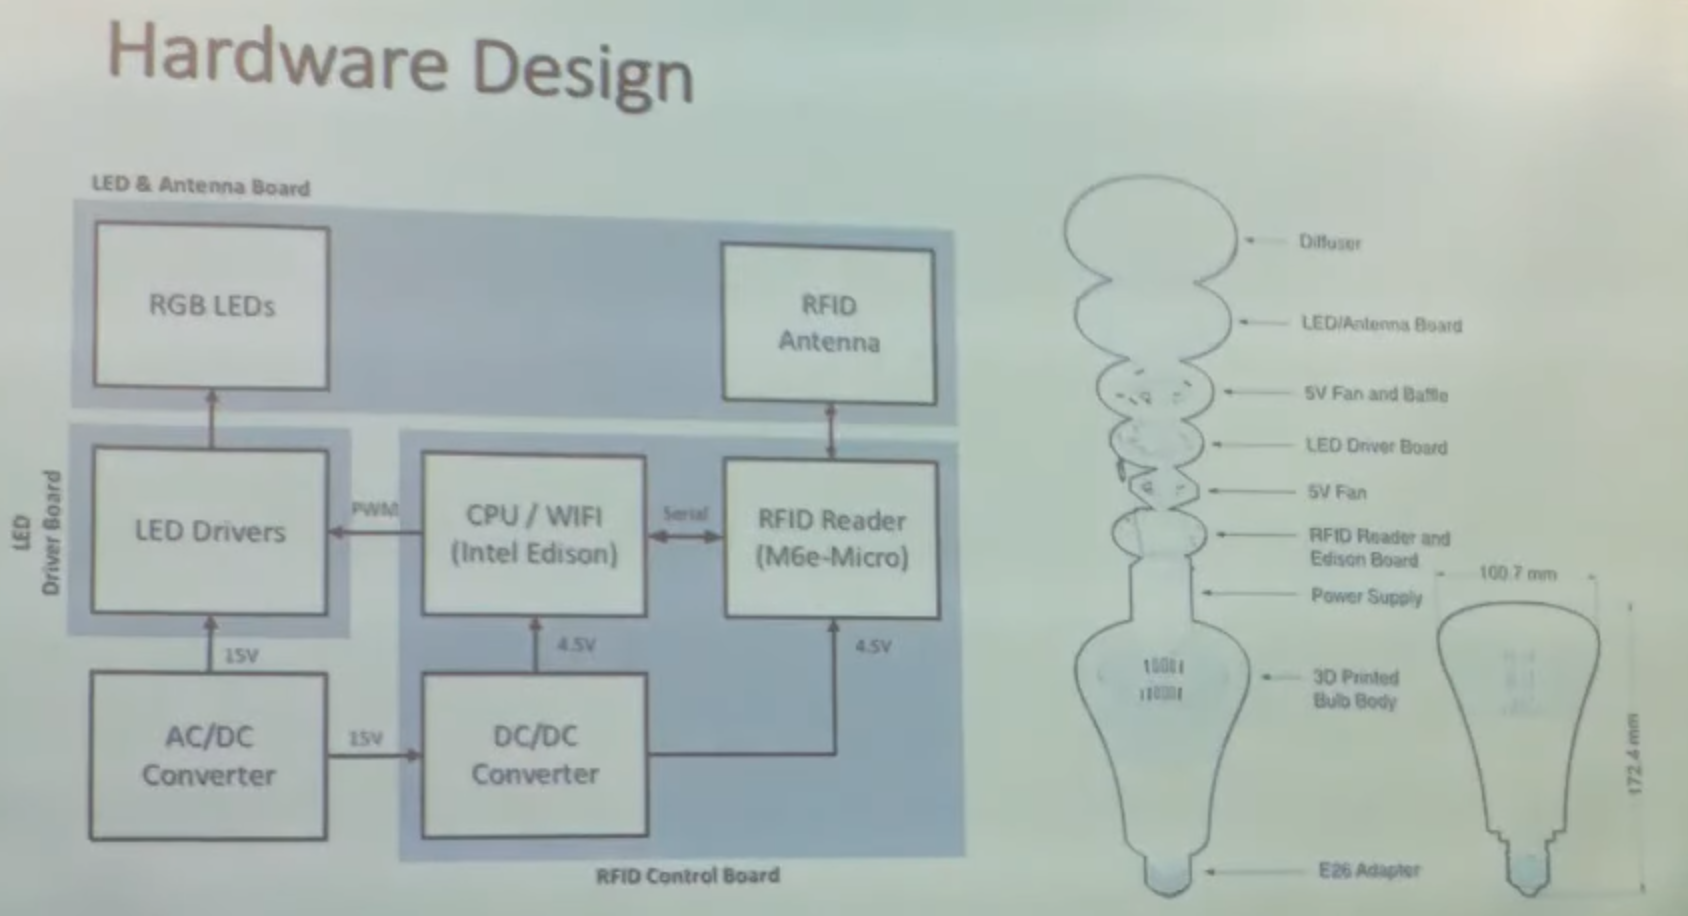 Hardware Design
LED & Antenna Board
RGB LEDs
RFID
Antenna
LED
Driver Board
LED Drivers
PWM
CPU / WIFI
(Intel Edison)
Serial
RFID Reader
(M6e-Micro)
15V
4.5V
4.5V
AC/DC
Converter
15V
DC/DC
Converter
RFID Control Board
Diffuser
LED/Antenna Board
5V Fan and Baffle
LED Driver Board
5V Fan
RFID Reader and
Edison Board
Power Supply
3D Printed
Bulb Body
E26 Adapter
100.7 mm
172.4 mm